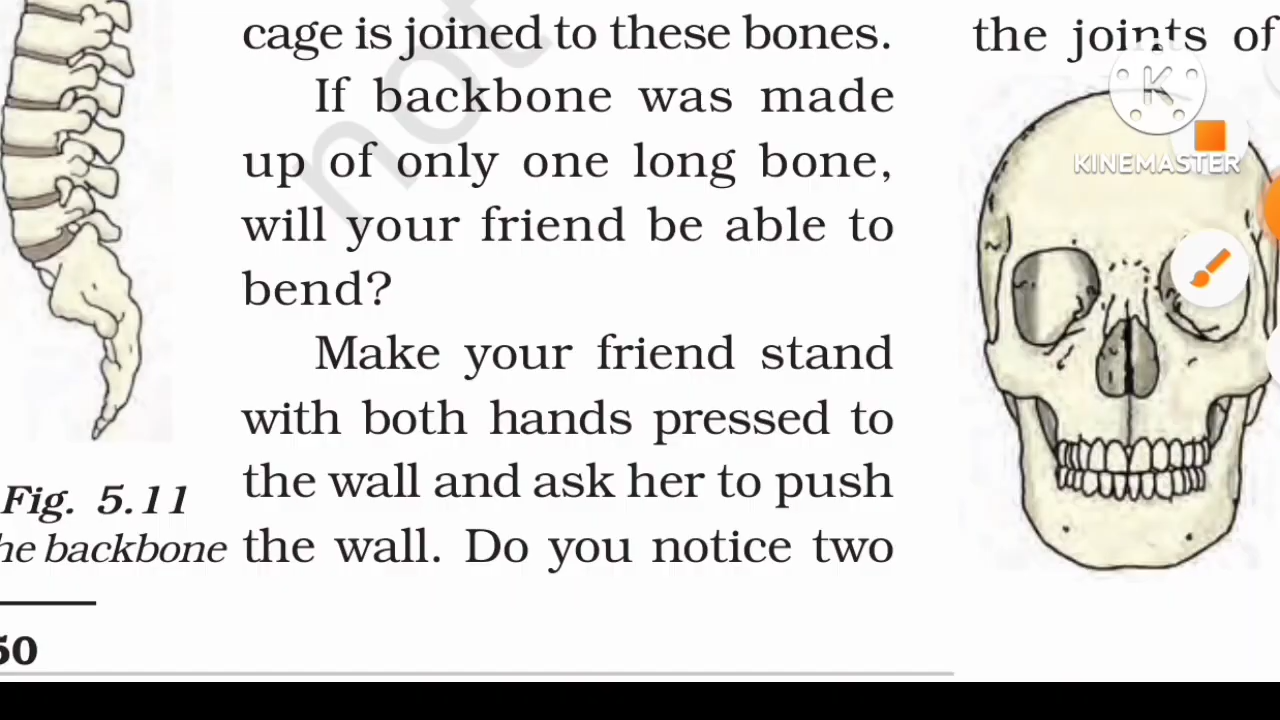 cage is joined to these bones.
If backbone was made
up of only one long bone,
will your friend be able to
bend?
Make your friend stand
with both hands pressed to
the wall and ask her to push
the wall. Do you notice two
Fig. 5.11
he backbone
50
the joints of
KINEMASTER
not